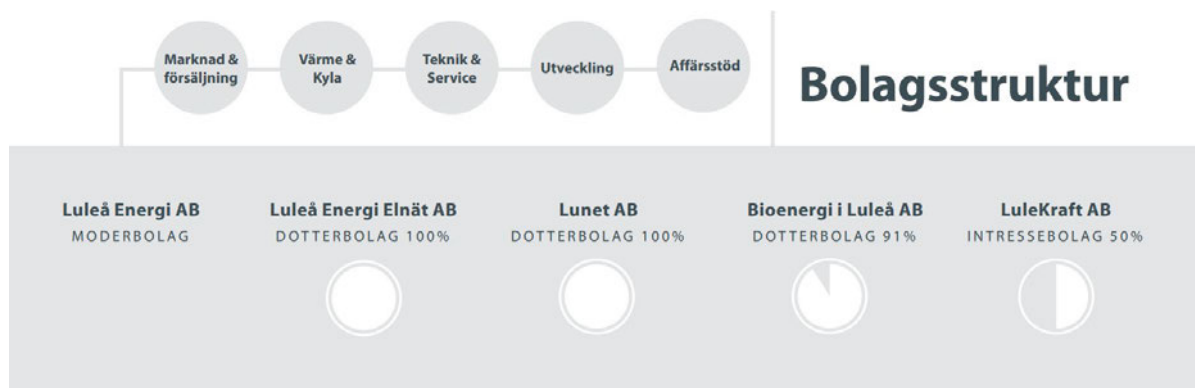 Marknad &
försäljning
Värme &
Kyla
Teknik &
Service
Utveckling
Affärsstöd
Bolagsstruktur
Luleå Energi AB
MODERBOLAG
Luleå Energi Elnät AB
DOTTERBOLAG 100%
Lunet AB
DOTTERBOLAG 100%
Bioenergi i Luleå AB
DOTTERBOLAG 91%
LuleKraft AB
INTRESSEBOLAG 50%